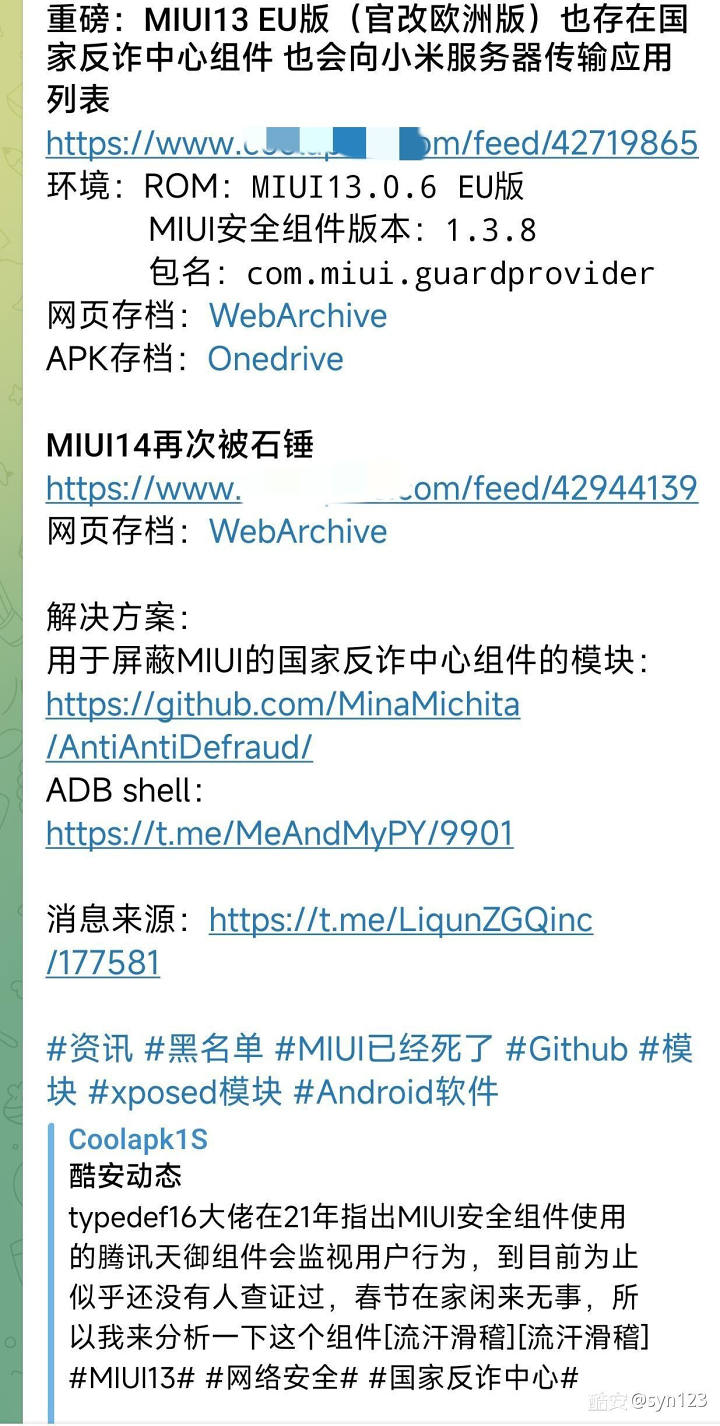 重磅：MIUI13 EU版（官改欧洲版）也存在国
家反诈中心组件 也会向小米服务器传输应用
列表
https://www.c om/feed/42719865
环境：ROM：MIUI13.0.6 EU版
MIUI安全组件版本：1.3.8
包名：com.miui.guardprovider
网页存档：WebArchive
APK存档：Onedrive
MIUI14再次被石锤
https://www. com/feed/42944139
网页存档：WebArchive
解决方案：
用于屏蔽MIUI的国家反诈中心组件的模块：
https://github.com/MinaMichita
/AntiAntiDefraud/
ADB shell：
https://t.me/MeAndMyPY/9901
消息来源：https://t.me/LiqunZGQinc
/177581
#资讯 #黑名单 #MIUI已经死了 #Github #模
块 #xposed模块 #Android软件
Coolapk1S
酷安动态
typedef16大佬在21年指出MIUI安全组件使用
的腾讯天御组件会监视用户行为，到目前为止
似乎还没有人查证过，春节在家闲来无事，所
以我来分析一下这个组件[流汗滑稽][流汗滑稽]
#MIUI13# #网络安全# #国家反诈中心#
酷安@syn123